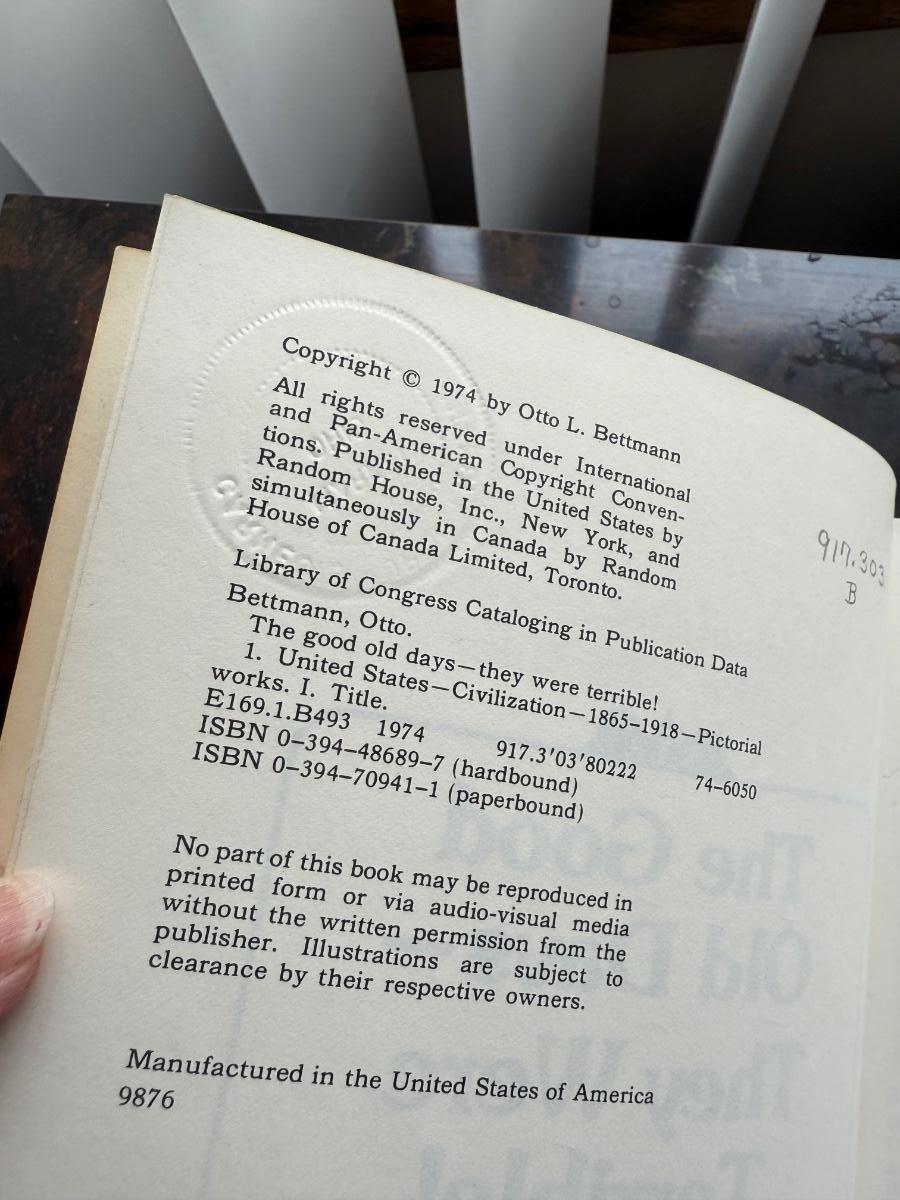 Copyright © 1974 by Otto L. Bettmann
All rights reserved under International
and Pan-American Copyright Conven-
tions. Published in the United States by
Random House, Inc., New York, and
simultaneously in Canada by Random
House of Canada Limited, Toronto.
917.303
B
Library of Congress Cataloging in Publication Data
Bettmann, Otto.
The good old days—they were terrible!
1. United States—Civilization—1865–1918—Pictorial
works. I. Title.
E169.1.B493 1974 917.3'03'80222 74–6050
ISBN 0–394–48689–7 (hardbound)
ISBN 0–394–70941–1 (paperbound)
No part of this book may be reproduced in
printed form or via audio-visual media
without the written permission from the
publisher. Illustrations are subject to
clearance by their respective owners.
Manufactured in the United States of America
9876